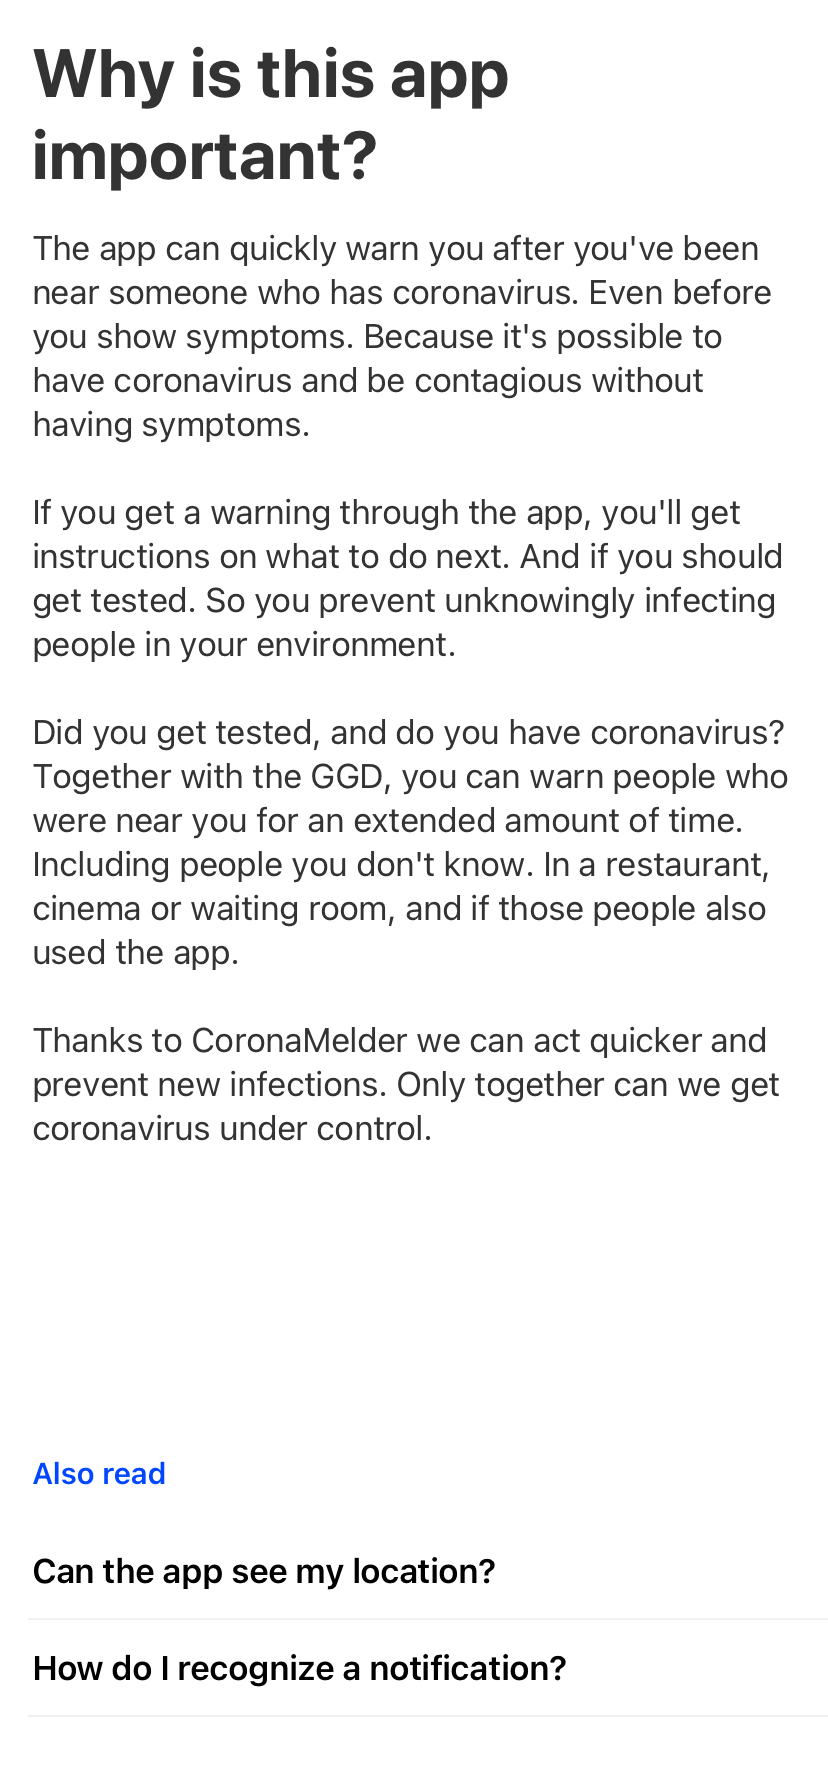 Why is this app
important?
The app can quickly warn you after you've been
near someone who has coronavirus. Even before
you show symptoms. Because it's possible to
have coronavirus and be contagious without
having symptoms.
If you get a warning through the app, you'll get
instructions on what to do next. And if you should
get tested. So you prevent unknowingly infecting
people in your environment.
Did you get tested, and do you have coronavirus?
Together with the GGD, you can warn people who
were near you for an extended amount of time.
Including people you don't know. In a restaurant,
cinema or waiting room, and if those people also
used the app.
Thanks to CoronaMelder we can act quicker and
prevent new infections. Only together can we get
coronavirus under control.
Also read
Can the app see my location?
How do I recognize a notification?